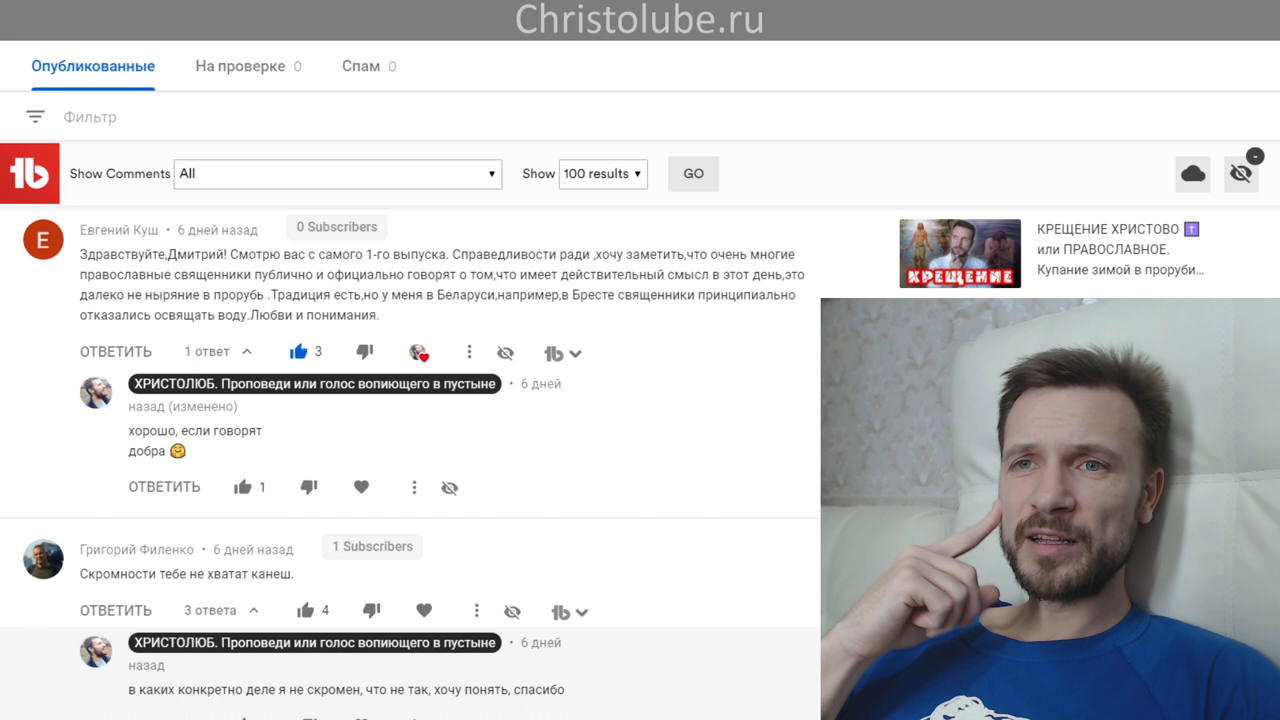 Christolube.ru
Опубликованные
На проверке 0
Спам 0
Фильтр
Show Comments All
Show 100 results
GO
-
Е
Евгений Куш • 6 дней назад
0 Subscribers
Здравствуйте,Дмитрий! Смотрю вас с самого 1-го выпуска. Справедливости ради ,хочу заметить,что очень многие
православные священники публично и официально говорят о том,что имеет действительный смысл в этот день,это
далеко не ныряние в прорубь .Традиция есть,но у меня в Беларуси,например,в Бресте священники принципиально
отказались освящать воду.Любви и понимания.
КРЕЩЕНИЕ
КРЕЩЕНИЕ ХРИСТОВО
или ПРАВОСЛАВНОЕ.
Купание зимой в проруби...
ОТВЕТИТЬ 1 ответ 3
ХРИСТОЛЮБ. Проповеди или голос вопиющего в пустыне • 6 дней
назад (изменено)
хорошо, если говорят
добра 🤗
ОТВЕТИТЬ 1
Григорий Филенко • 6 дней назад
1 Subscribers
Скромности тебе не хватат канеш.
ОТВЕТИТЬ 3 ответа 4
ХРИСТОЛЮБ. Проповеди или голос вопиющего в пустыне • 6 дней
назад
в каких конкретно деле я не скромен, что не так, хочу понять, спасибо